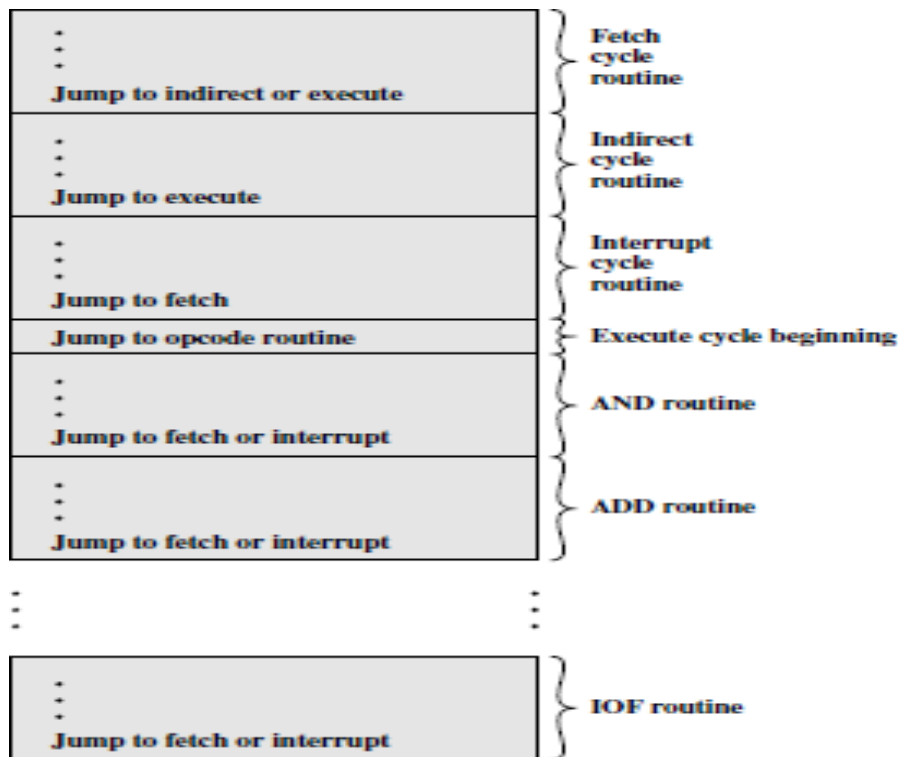 Fetch
cycle
routine
Jump to indirect or execute
Indirect
cycle
routine
Jump to execute
Interrupt
cycle
routine
Jump to fetch
Jump to opcode routine
Execute cycle beginning
AND routine
Jump to fetch or interrupt
ADD routine
Jump to fetch or interrupt
IOF routine
Jump to fetch or interrupt